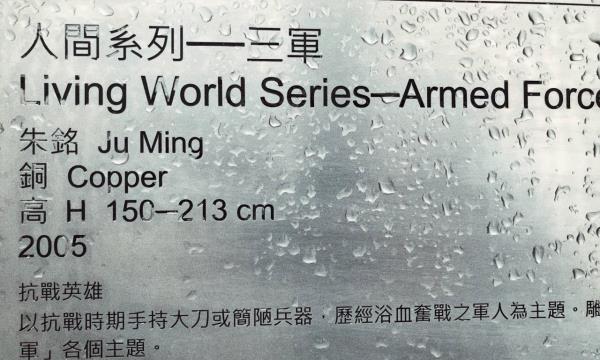 人間系列──三軍
Living World Series—Armed Force
朱銘 Ju Ming
銅 Copper
高 H 150—213 cm
2005
抗戰英雄
以抗戰時期手持大刀或簡陋兵器，歷經浴血奮戰之軍人為主題。雕
軍」各個主題。